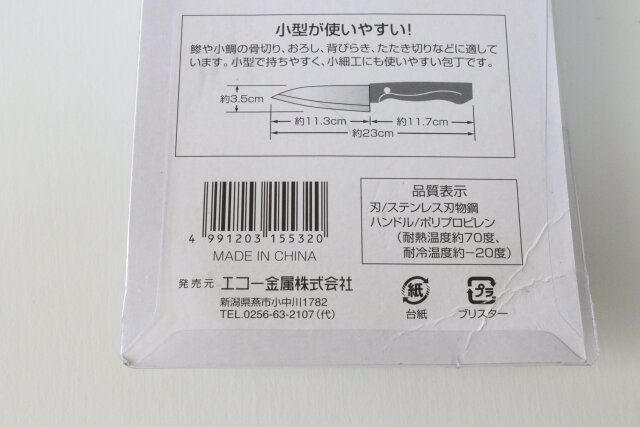 小型が使いやすい!
鯵や小鯛の骨切り、おろし、背びらき、たたき切りなどに適して
います。小型で持ちやすく、小細工にも使いやすい包丁です。
約3.5cm
約11.3cm
約11.7cm
約23cm
品質表示
刃/ステンレス刃物鋼
ハンドル/ポリプロピレン
(耐熱温度約70度、
耐冷温度約−20度)
4 991203 155320
MADE IN CHINA
発売元 エコー金属株式会社
新潟県燕市小中川1782
TEL.0256-63-2107(代)
紙
台紙
プラ
ブリスター